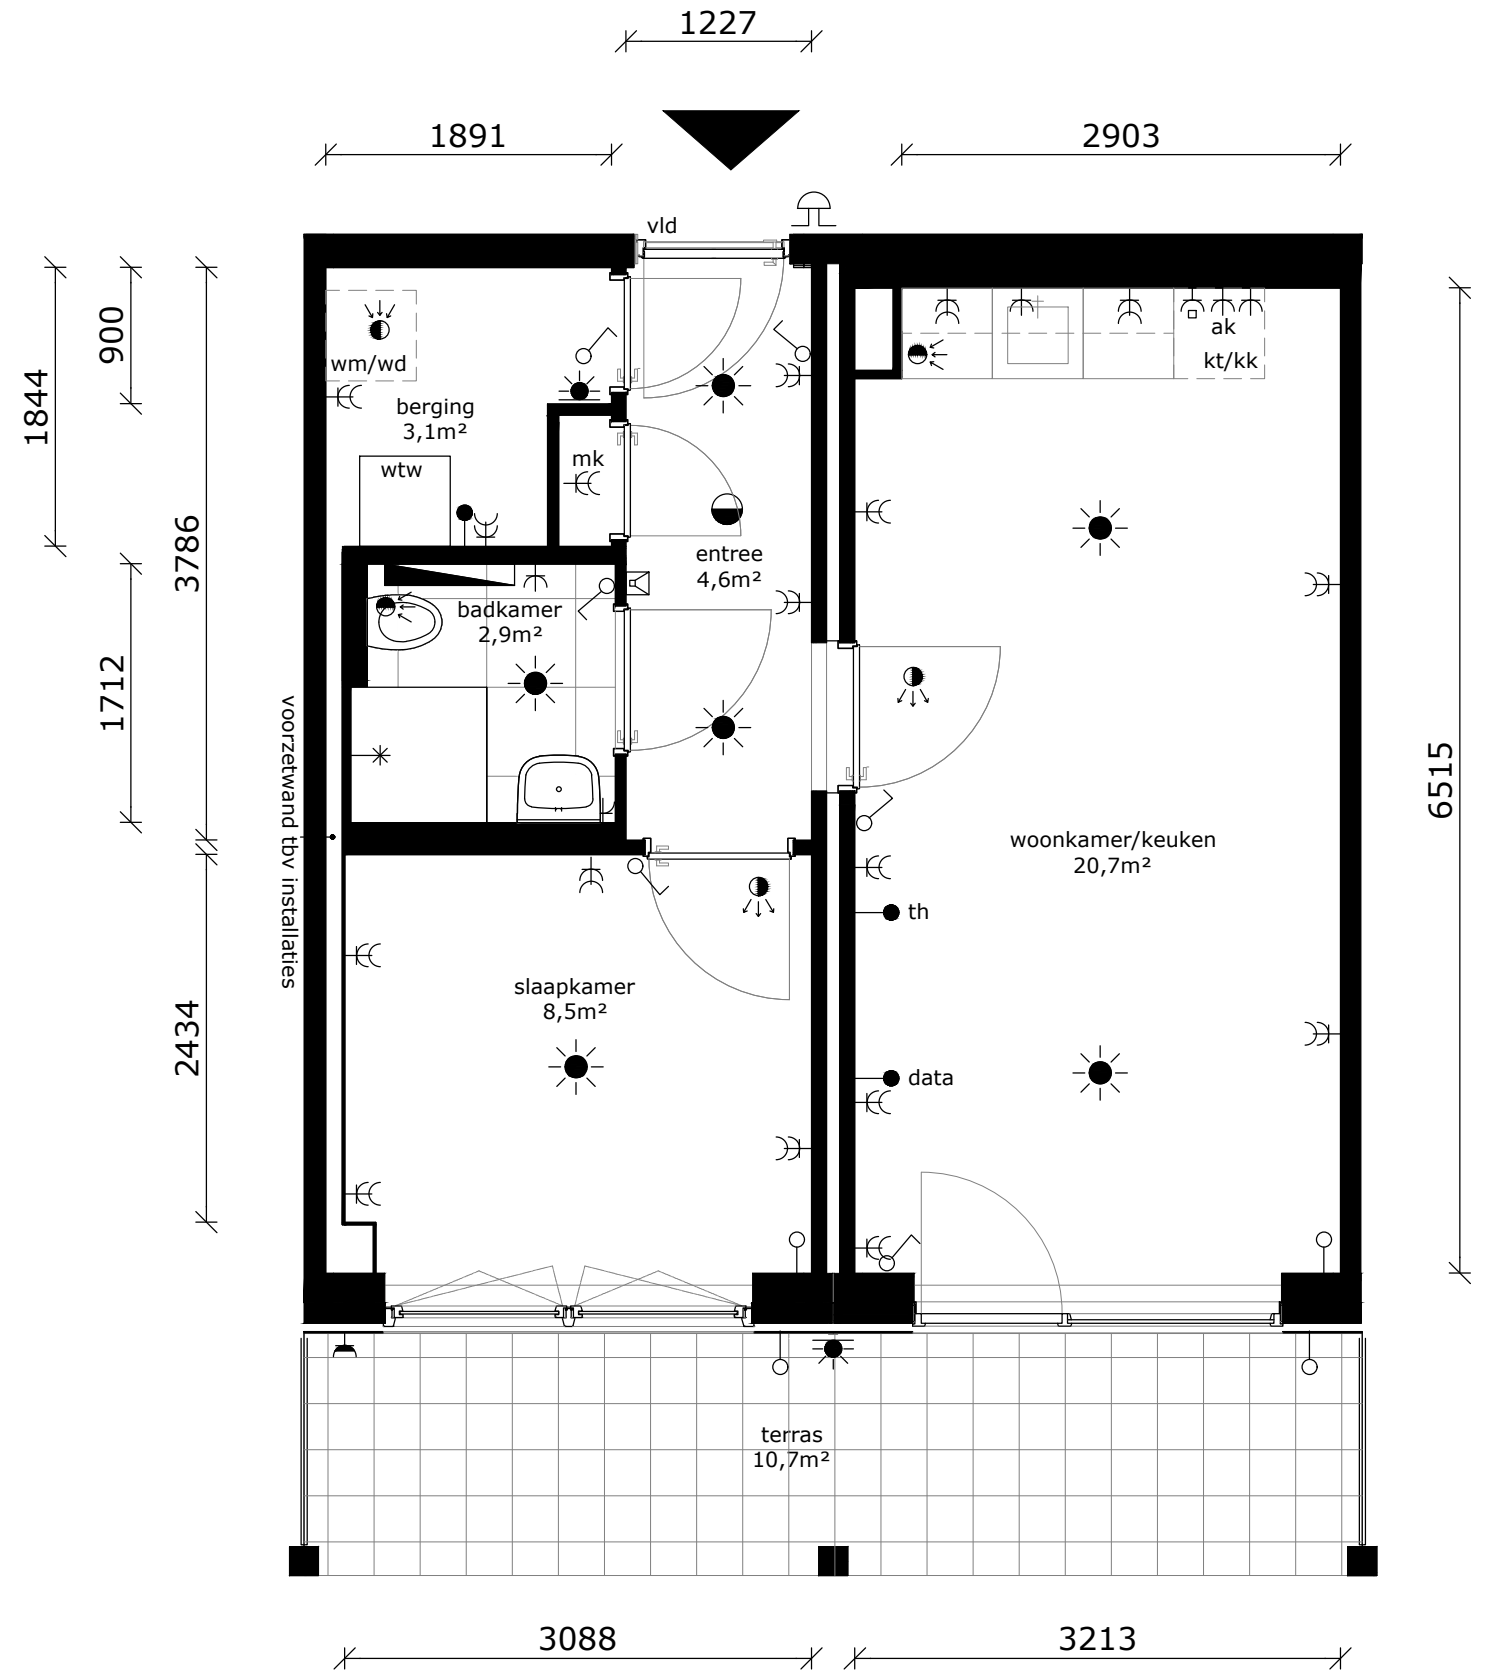 1227
1891
2903
vld
900
1844
3786
1712
2434
6515
wm/wd
berging
3,1m²
wtw
mk
ak
kt/kk
entree
4,6m²
badkamer
2,9m²
voorzetwand tbv installaties
woonkamer/keuken
20,7m²
th
slaapkamer
8,5m²
data
terras
10,7m²
3088
3213